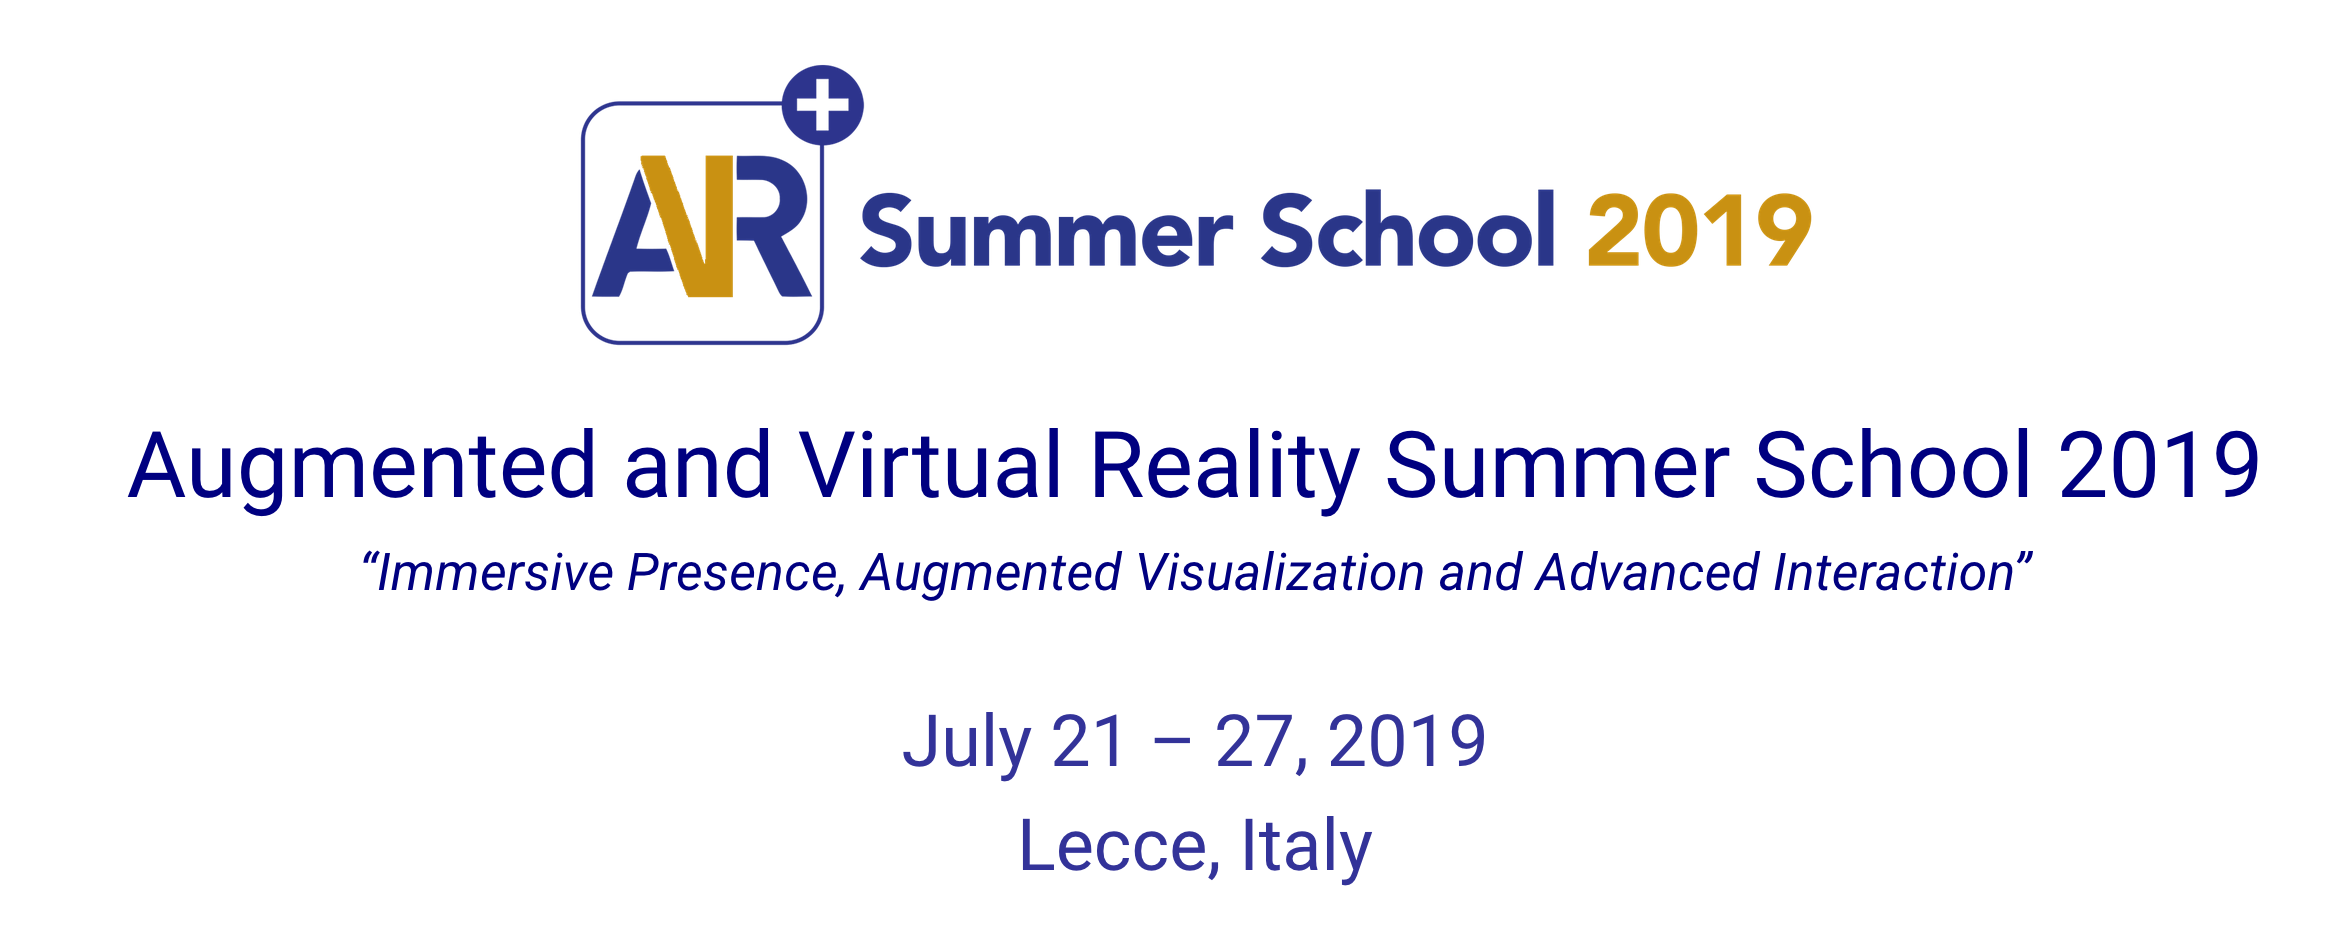 AVR+ Summer School 2019
Augmented and Virtual Reality Summer School 2019
“Immersive Presence, Augmented Visualization and Advanced Interaction”
July 21 – 27, 2019
Lecce, Italy